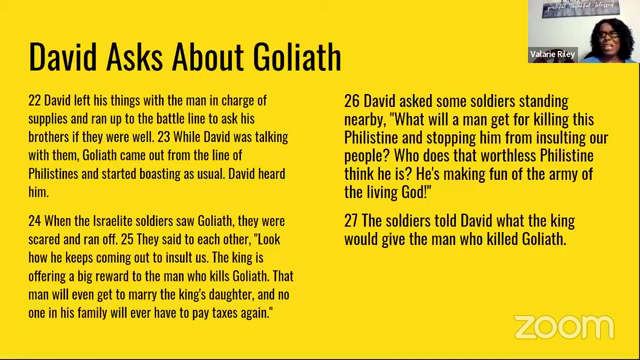 grateful thankful blessed
Valarie Riley
David Asks About Goliath
22 David left his things with the man in charge of
supplies and ran up to the battle line to ask his
brothers if they were well. 23 While David was talking
with them, Goliath came out from the line of
Philistines and started boasting as usual. David heard
him.
24 When the Israelite soldiers saw Goliath, they were
scared and ran off. 25 They said to each other, "Look
how he keeps coming out to insult us. The king is
offering a big reward to the man who kills Goliath. That
man will even get to marry the king's daughter, and no
one in his family will ever have to pay taxes again."
26 David asked some soldiers standing
nearby, "What will a man get for killing this
Philistine and stopping him from insulting our
people? Who does that worthless Philistine
think he is? He's making fun of the army of
the living God!"
27 The soldiers told David what the king
would give the man who killed Goliath.
zoom